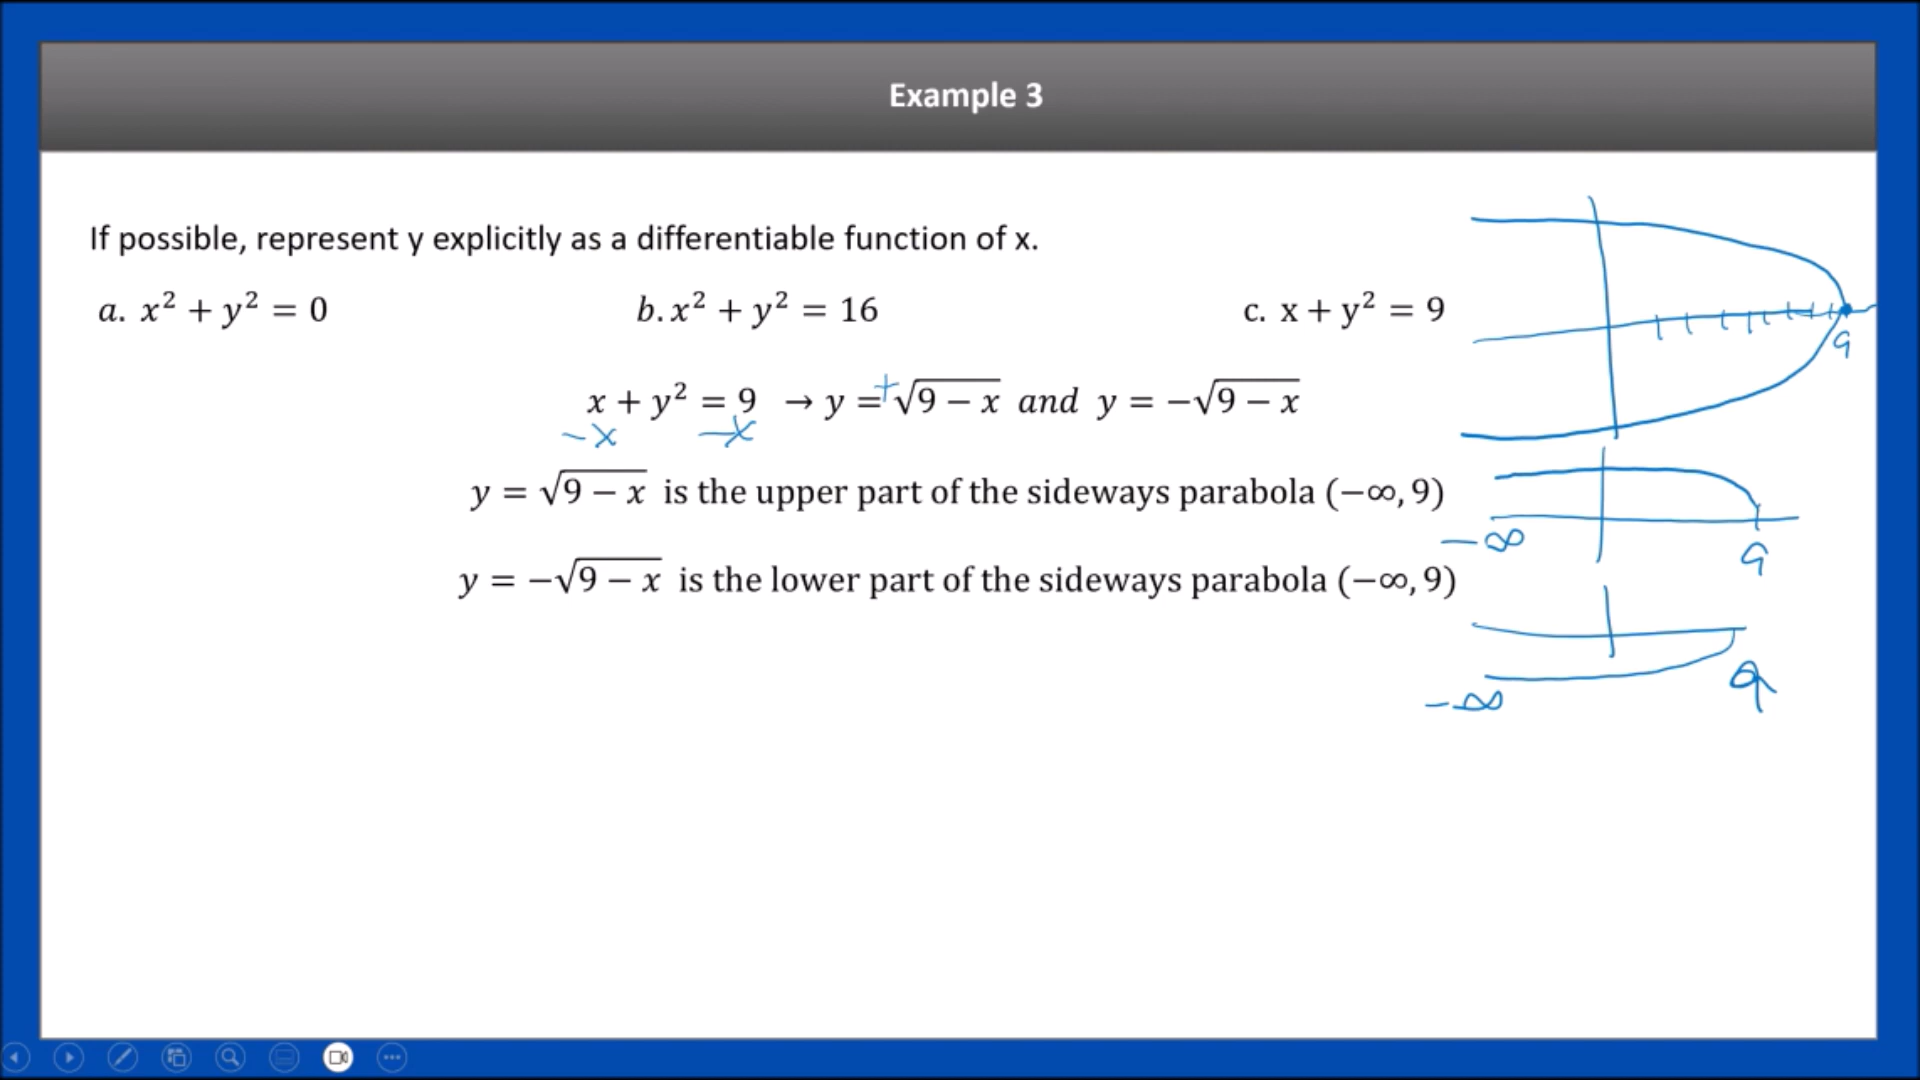 Example 3
If possible, represent y explicitly as a differentiable function of x.
a. x² + y² = 0 b. x² + y² = 16 c. x + y² = 9
x + y² = 9 → y = +√9 − x and y = −√9 − x
−x −x
9
y = √9 − x is the upper part of the sideways parabola (−∞, 9)
−∞ 9
y = −√9 − x is the lower part of the sideways parabola (−∞, 9)
−∞ 9